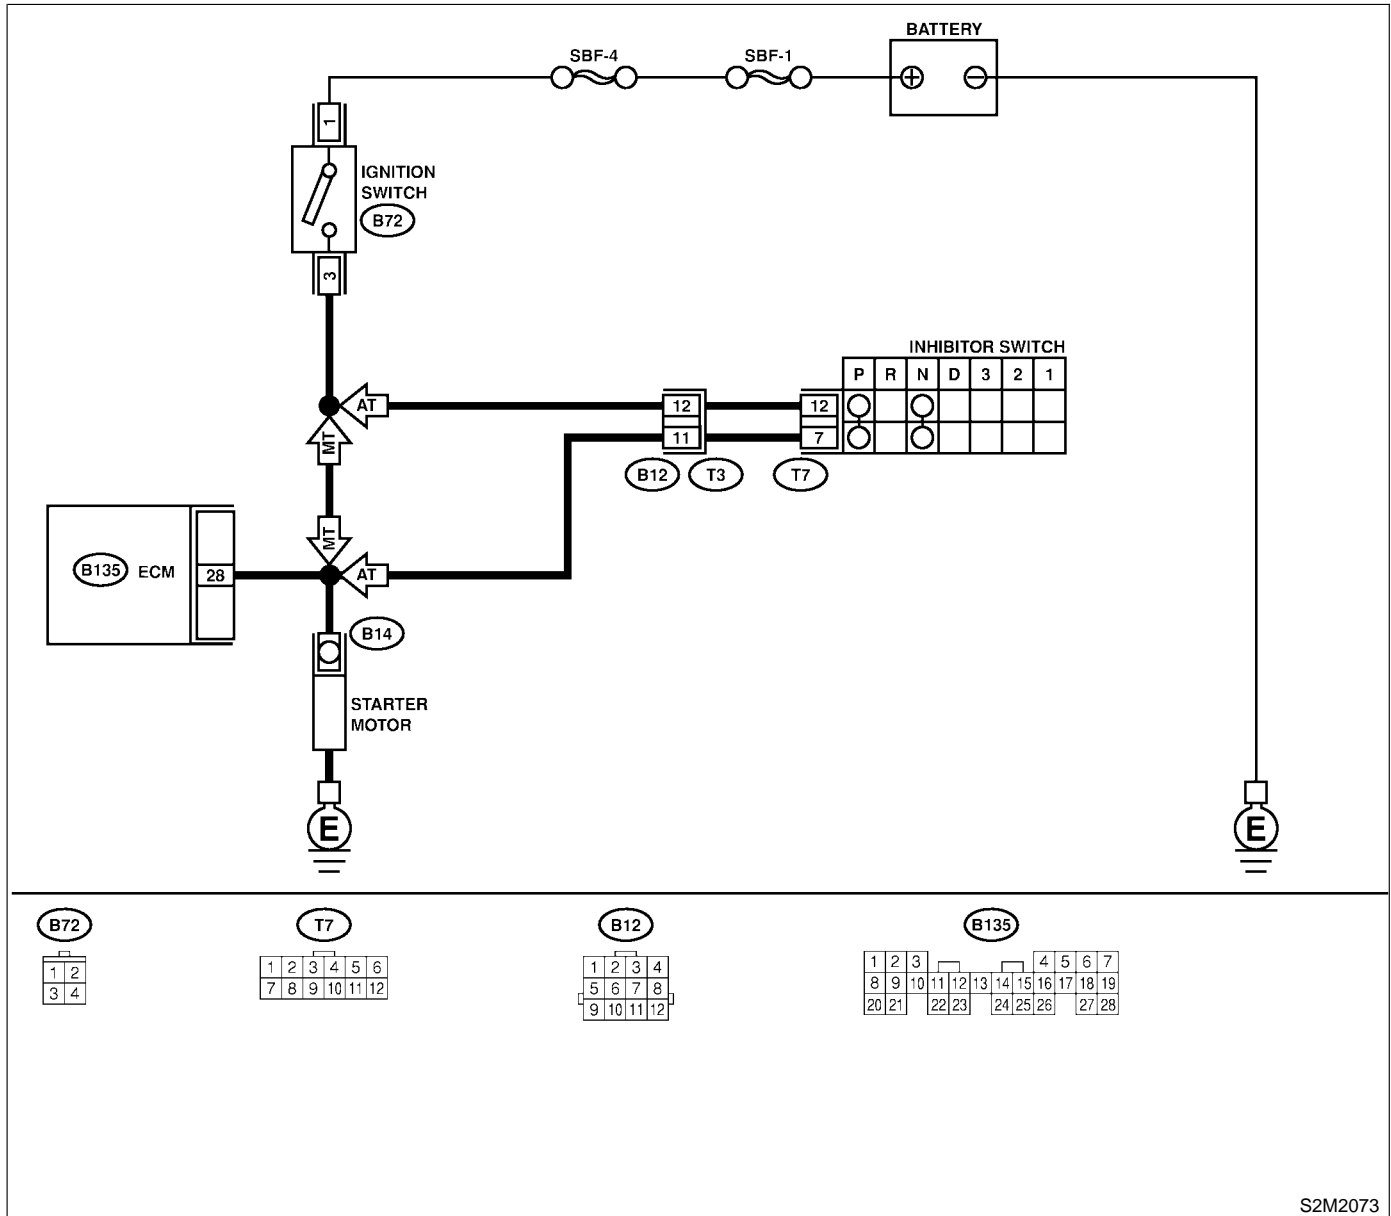 BATTERY
SBF-4 SBF-1
1
IGNITION
SWITCH
B72
3
INHIBITOR SWITCH
P R N D 3 2 1
AT 12 12
MT 11 7
B12 T3 T7
MT
B135 ECM 28 AT
B14
STARTER
MOTOR
E E
B72 T7 B12 B135
1 2
3 4
1 2 3 4 5 6
7 8 9 10 11 12
1 2 3 4
5 6 7 8
9 10 11 12
1 2 3 4 5 6 7
8 9 10 11 12 13 14 15 16 17 18 19
20 21 22 23 24 25 26 27 28
S2M2073